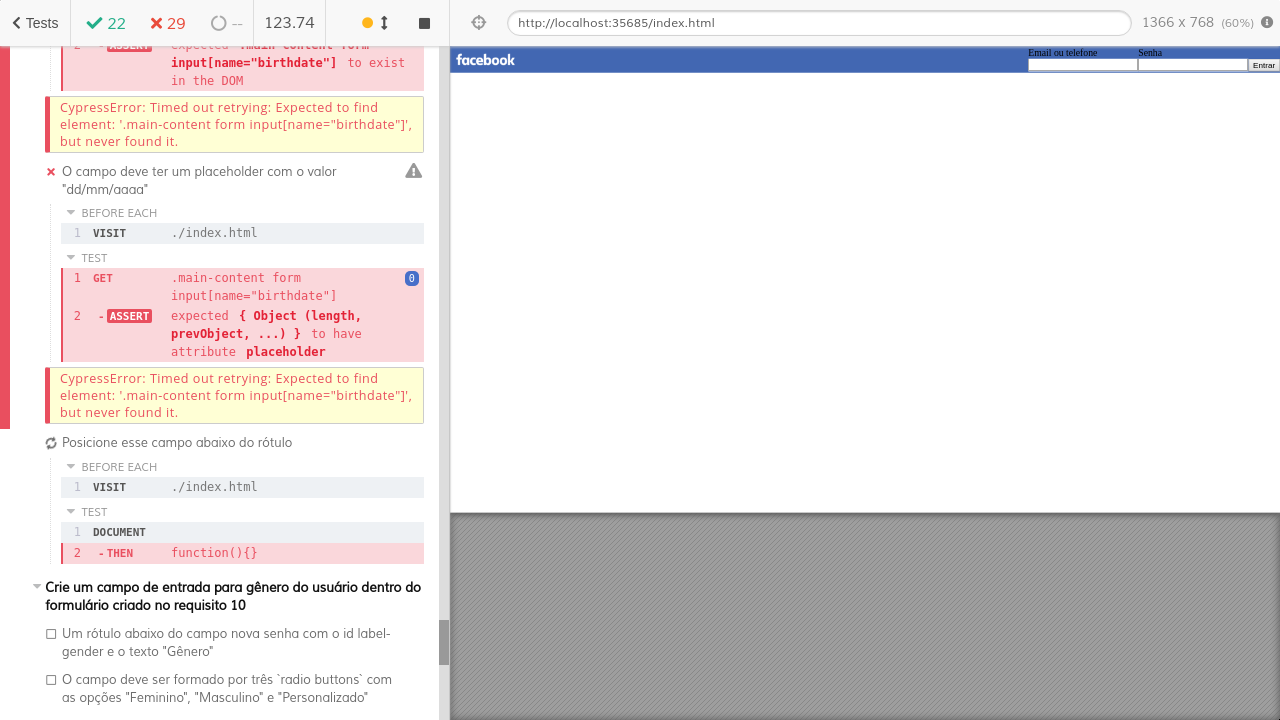 Tests 22 29 -- 123.74 http://localhost:35685/index.html 1366 x 768 (60%)
2 - ASSERT expected .main-content form
input[name="birthdate"] to exist
in the DOM
CypressError: Timed out retrying: Expected to find
element: '.main-content form input[name="birthdate"]',
but never found it.
O campo deve ter um placeholder com o valor
"dd/mm/aaaa"
BEFORE EACH
1 VISIT ./index.html
TEST
1 GET .main-content form 0
input[name="birthdate"]
2 - ASSERT expected { Object (length,
prevObject, ...) } to have
attribute placeholder
CypressError: Timed out retrying: Expected to find
element: '.main-content form input[name="birthdate"]',
but never found it.
Posicione esse campo abaixo do rótulo
BEFORE EACH
1 VISIT ./index.html
TEST
1 DOCUMENT
2 - THEN function(){}
Crie um campo de entrada para gênero do usuário dentro do
formulário criado no requisito 10
Um rótulo abaixo do campo nova senha com o id label-
gender e o texto "Gênero"
O campo deve ser formado por três `radio buttons` com
as opções "Feminino", "Masculino" e "Personalizado"
facebook
Email ou telefone Senha
Entrar